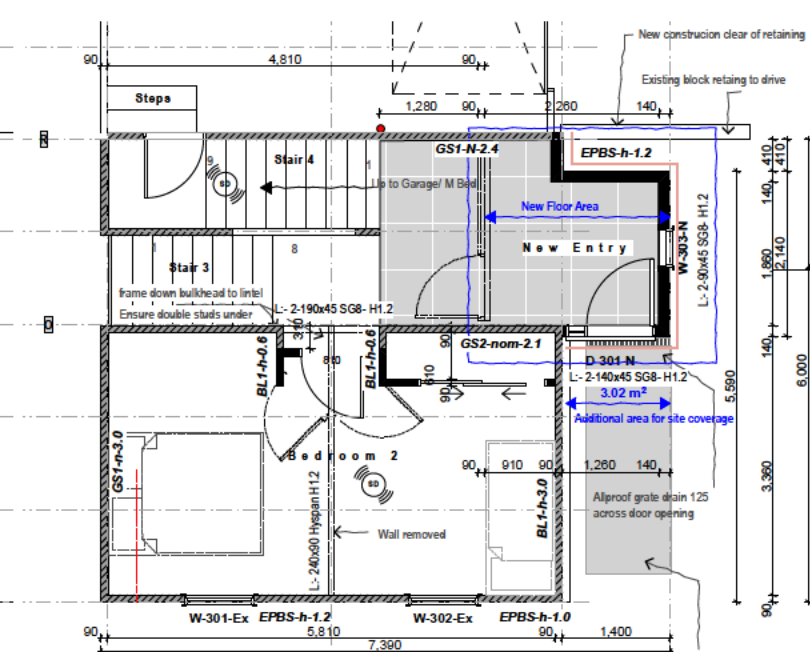 New construcion clear of retaining
90
4,810
90
Existing block retaing to drive
Steps
1,280
90
2,260
140
GS1-N-2.4
EPBS-h-1.2
410
410
9
Stair 4
1
SD
Up to Garage/ M Bed
140
New Floor Area
New Entry
W-303-N
L:- 2-90x45 SG8- H1.2
1
8
Stair 3
1,860
2,140
frame down bulkhead to lintel
L:- 2-190x45 SG8- H1.2
Ensure double studs under
310
90
GS2-nom-2.1
140
BL1-h-0.6
810
BL1-h-0.6
610
D 301-N
L:- 2-140x45 SG8- H1.2
90
3.02 m²
5,590
6,000
Additional area for site coverage
GS1-n-3.0
Bedroom 2
90
910
90
1,260
140
SD
L:- 240x90 Hyspan H1.2
BL1-h-3.0
3,360
Allproof grate drain 125
across door opening
Wall removed
W-301-Ex
EPBS-h-1.2
W-302-Ex
EPBS-h-1.0
90
90
5,810
90
1,400
7,390